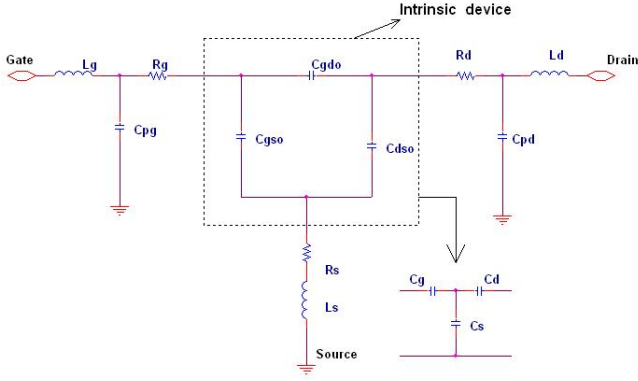 Intrinsic device
Gate
Lg
Rg
Cgdo
Rd
Ld
Drain
Cpg
Cgso
Cdso
Cpd
Rs
Ls
Source
Cg
Cd
Cs